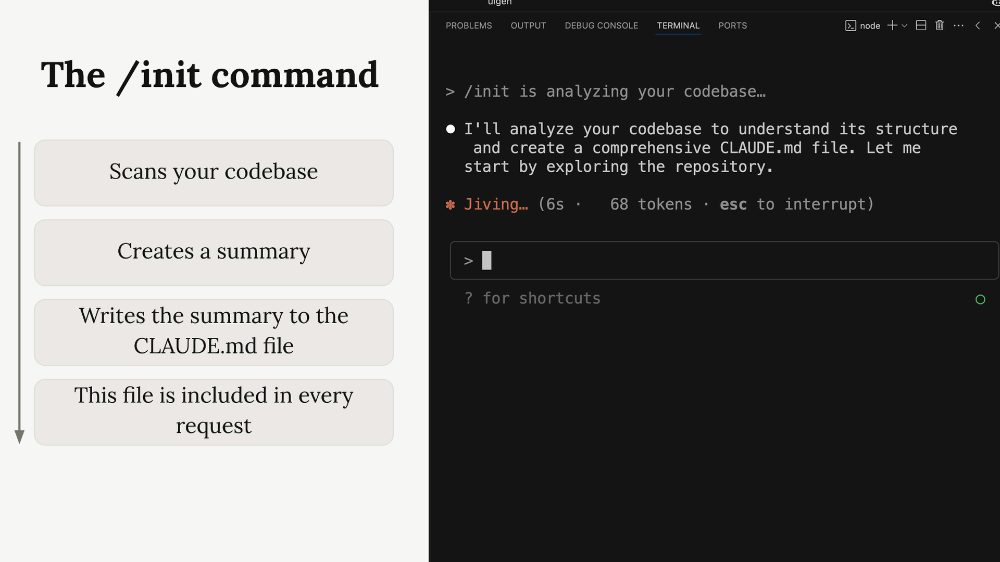 The /init command
Scans your codebase
Creates a summary
Writes the summary to the
CLAUDE.md file
This file is included in every
request
uigen
PROBLEMS OUTPUT DEBUG CONSOLE TERMINAL PORTS node
> /init is analyzing your codebase…
I'll analyze your codebase to understand its structure
and create a comprehensive CLAUDE.md file. Let me
start by exploring the repository.
✽ Jiving… (6s · 68 tokens · esc to interrupt)
>
? for shortcuts